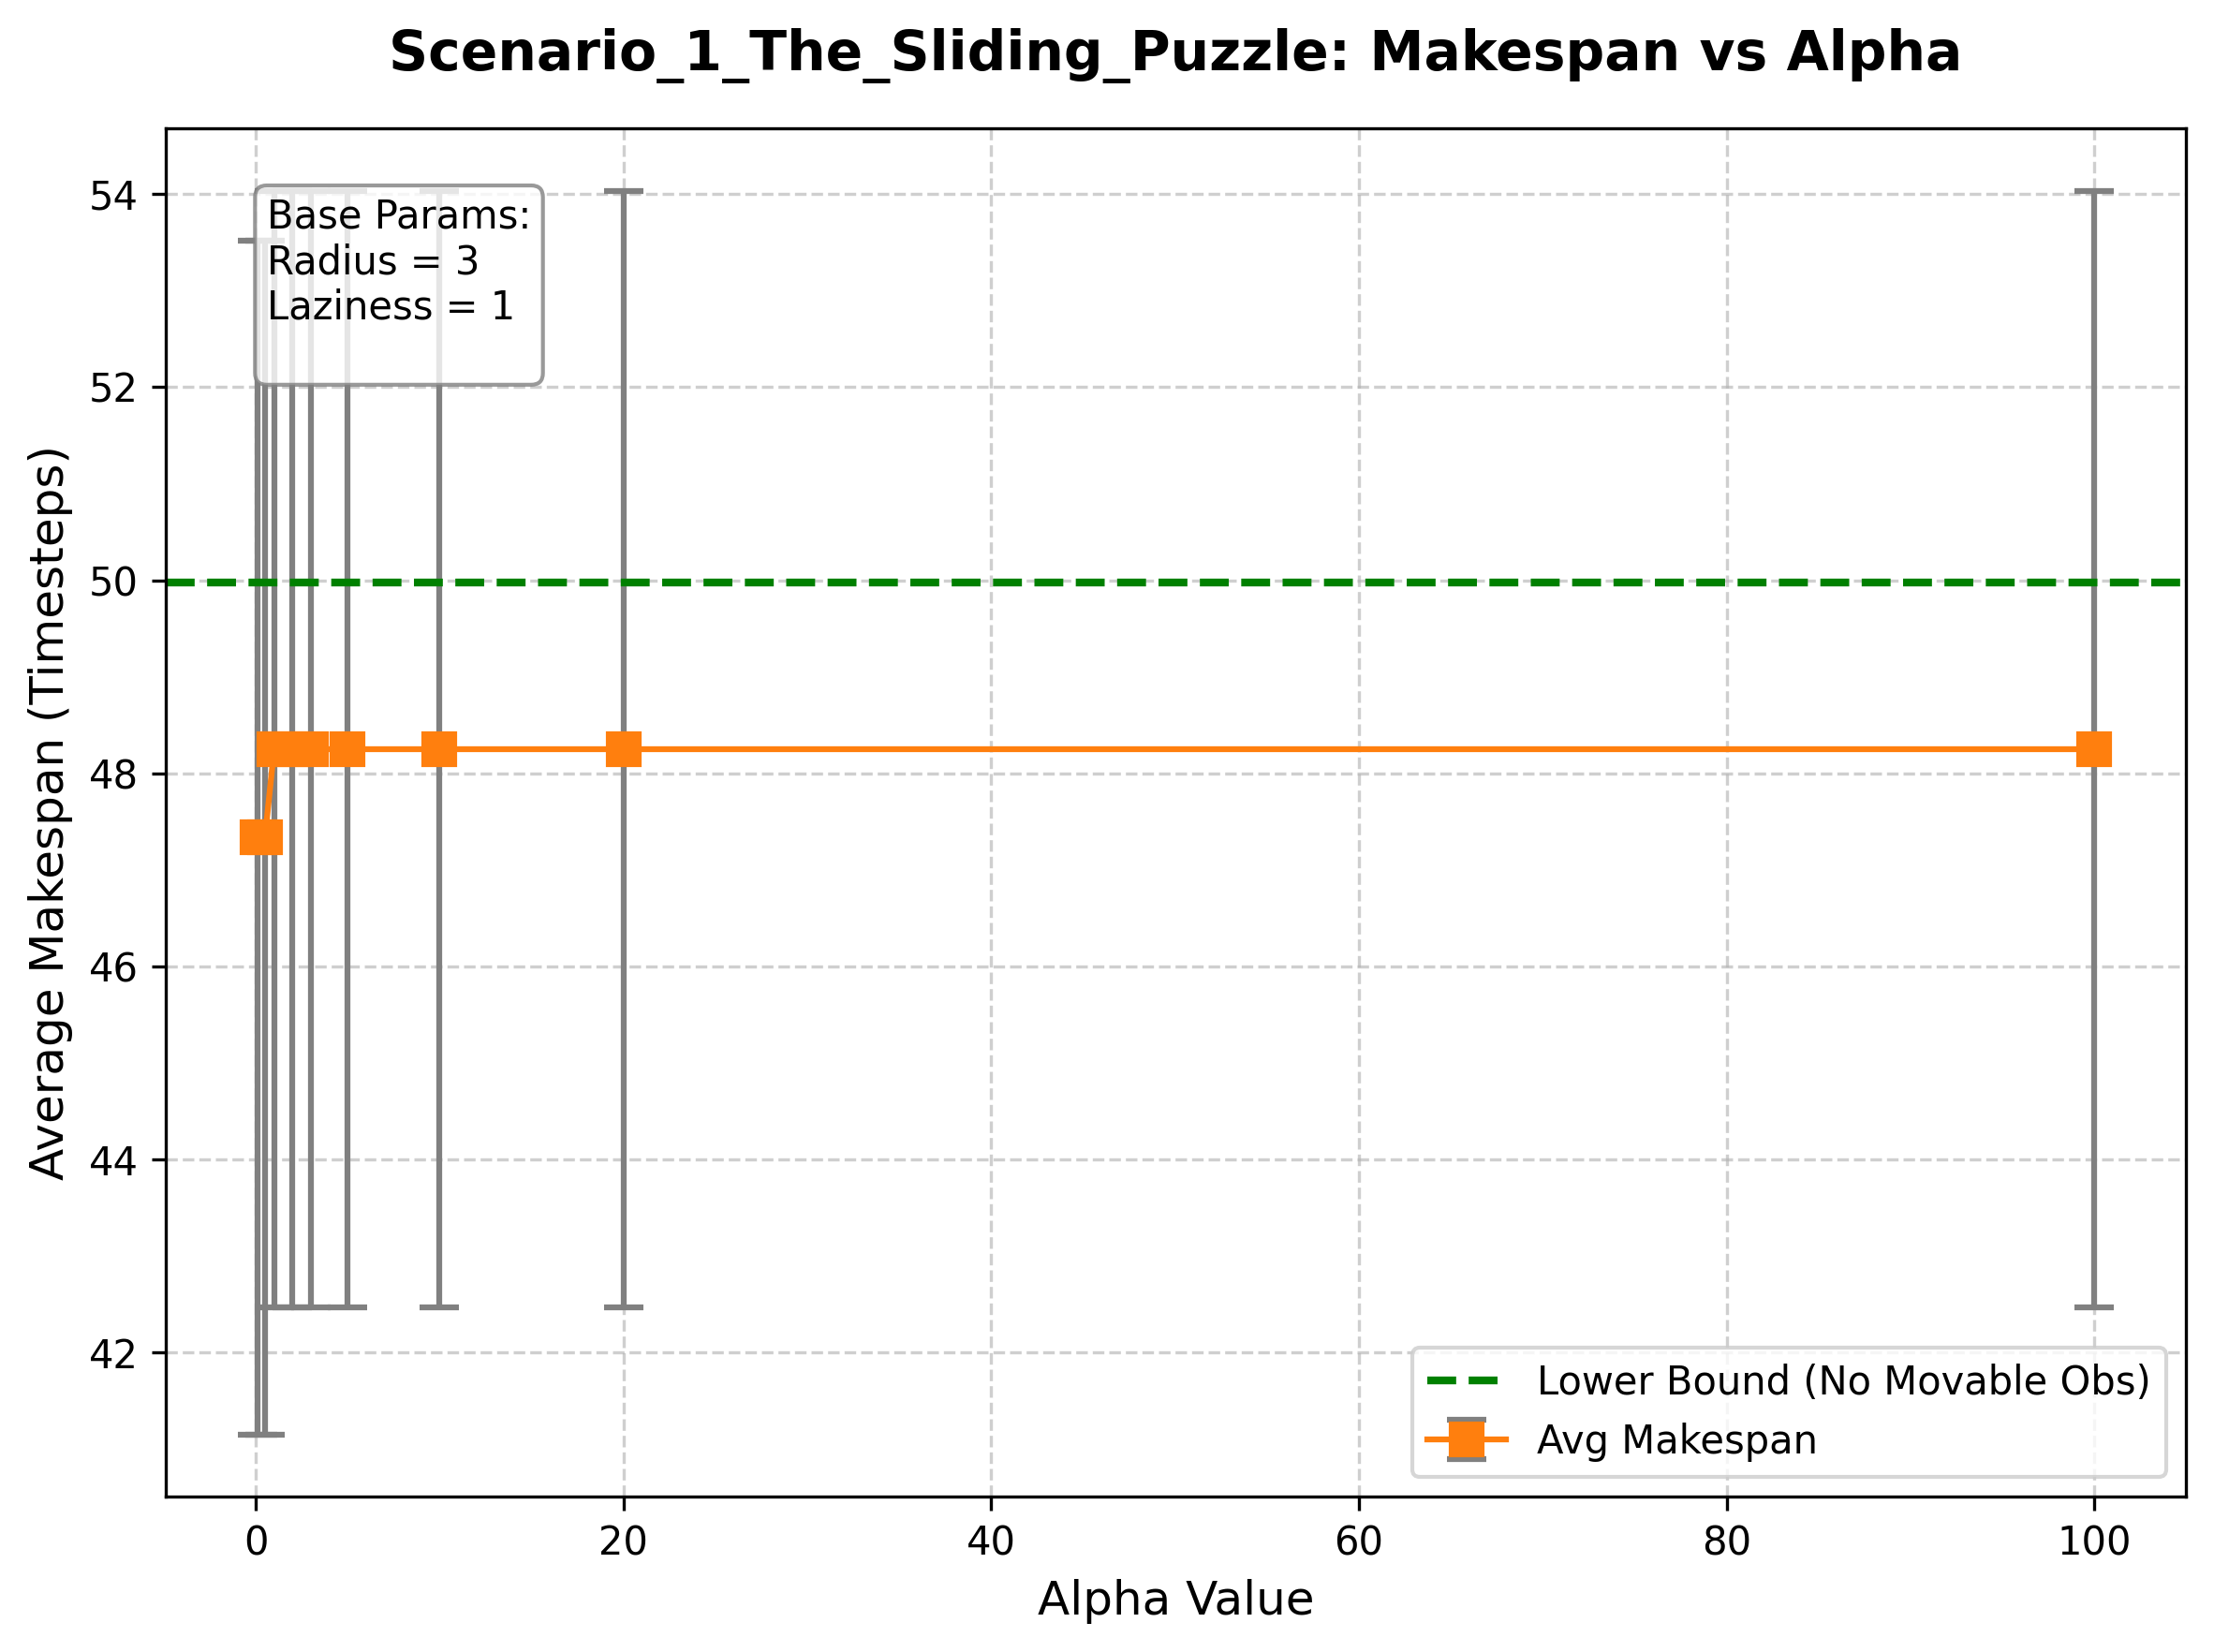 Scenario_1_The_Sliding_Puzzle: Makespan vs Alpha
Average Makespan (Timesteps)
54
52
50
48
46
44
42
Base Params:
Radius = 3
Laziness = 1
Lower Bound (No Movable Obs)
Avg Makespan
0
20
40
60
80
100
Alpha Value